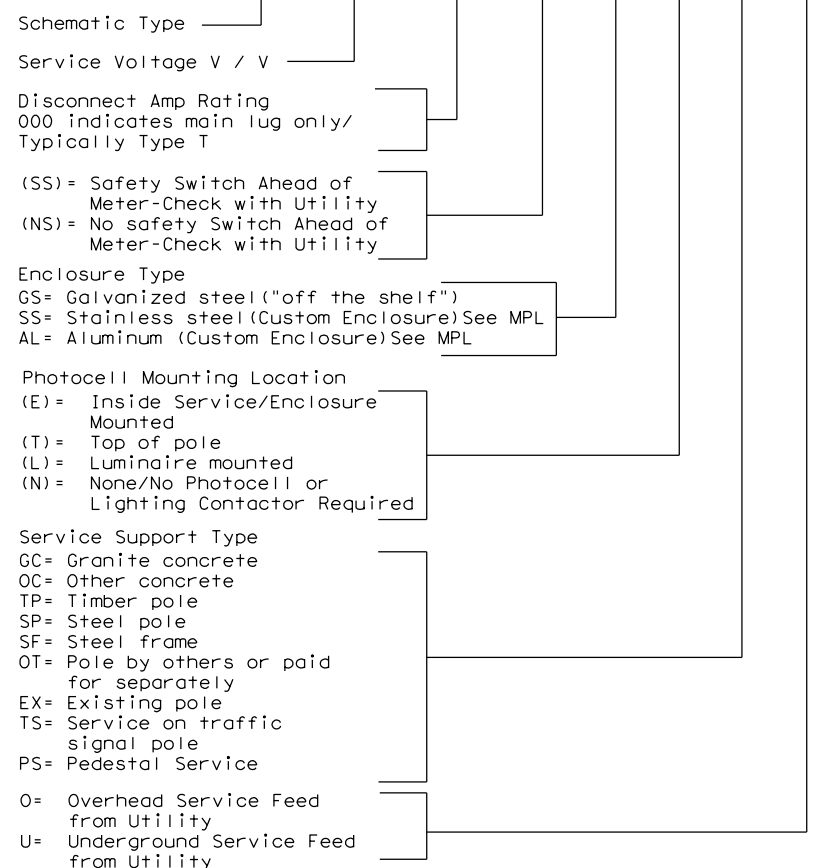 Schematic Type
Service Voltage V / V
Disconnect Amp Rating
000 indicates main lug only/
Typically Type T
(SS)= Safety Switch Ahead of
Meter-Check with Utility
(NS)= No safety Switch Ahead of
Meter-Check with Utility
Enclosure Type
GS= Galvanized steel("off the shelf")
SS= Stainless steel(Custom Enclosure)See MPL
AL= Aluminum (Custom Enclosure)See MPL
Photocell Mounting Location
(E)= Inside Service/Enclosure
Mounted
(T)= Top of pole
(L)= Luminaire mounted
(N)= None/No Photocell or
Lighting Contactor Required
Service Support Type
GC= Granite concrete
OC= Other concrete
TP= Timber pole
SP= Steel pole
SF= Steel frame
OT= Pole by others or paid
for separately
EX= Existing pole
TS= Service on traffic
signal pole
PS= Pedestal Service
O= Overhead Service Feed
from Utility
U= Underground Service Feed
from Utility